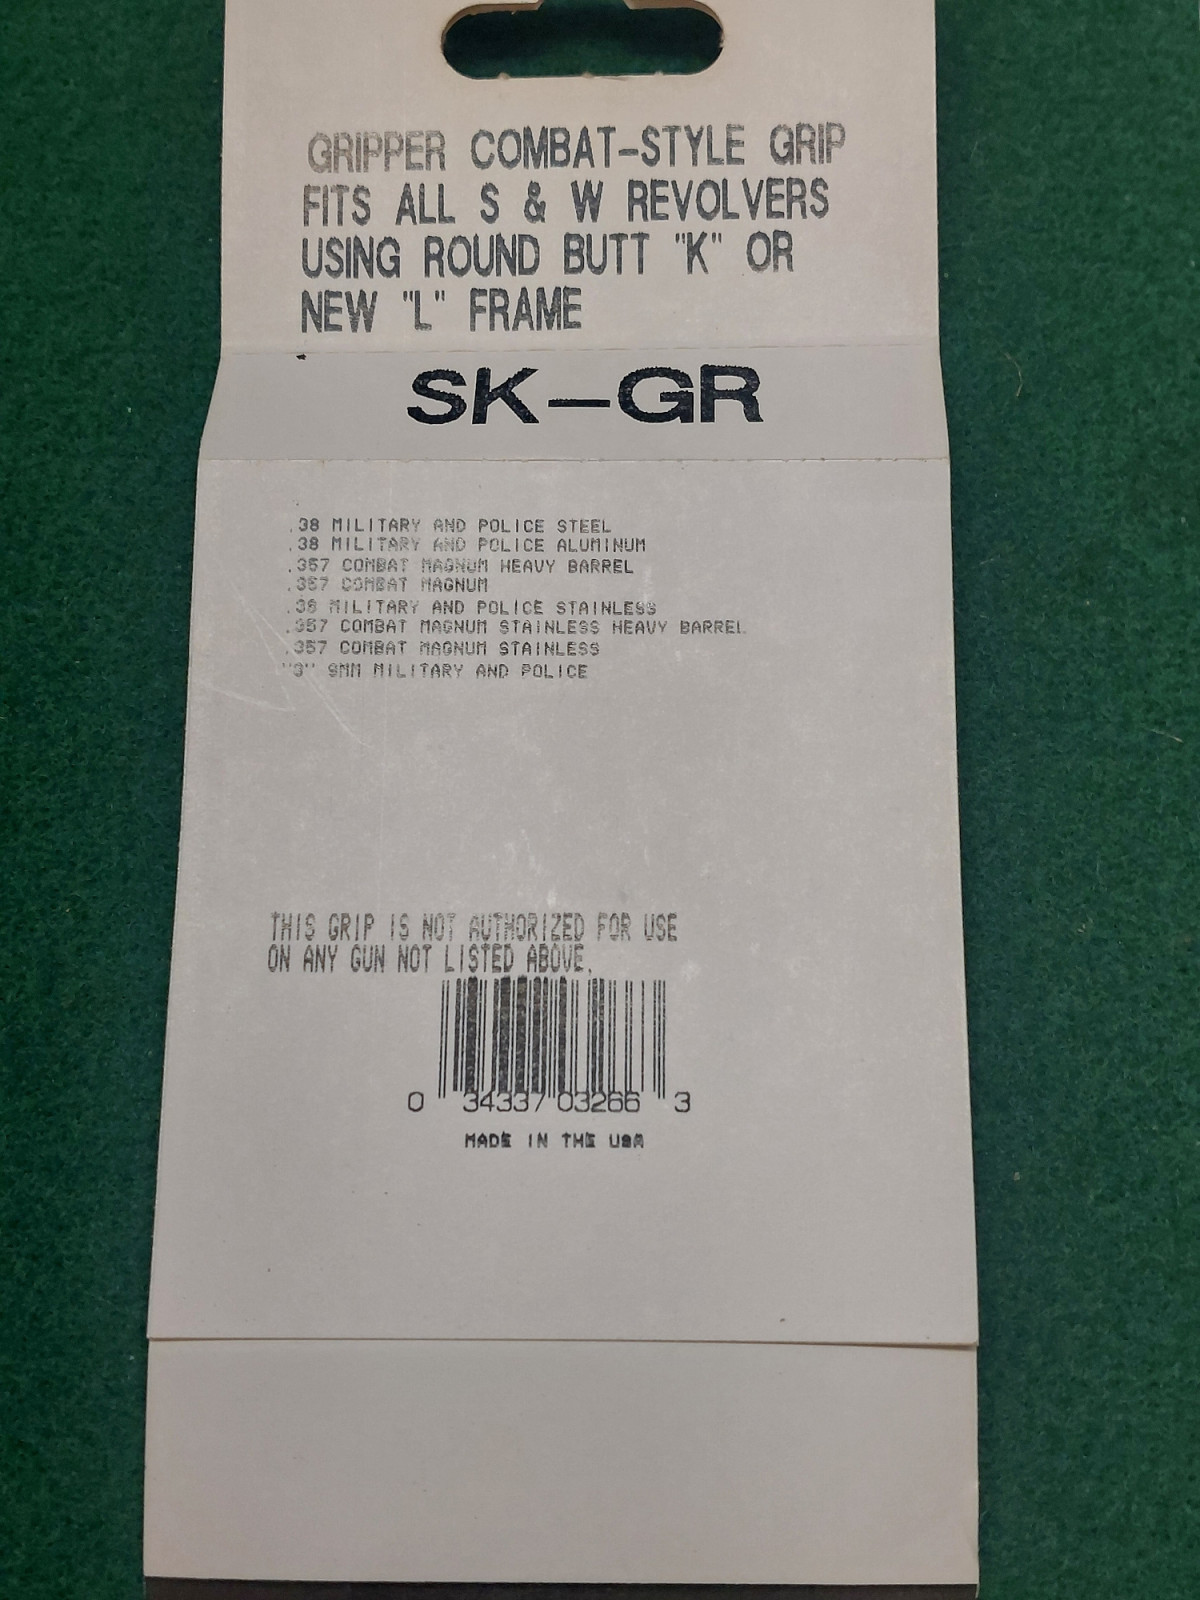 GRIPPER COMBAT-STYLE GRIP
FITS ALL S & W REVOLVERS
USING ROUND BUTT "K" OR
NEW "L" FRAME
SK-GR
.38 MILITARY AND POLICE STEEL
.38 MILITARY AND POLICE ALUMINUM
.357 COMBAT MAGNUM HEAVY BARREL
.357 COMBAT MAGNUM
.38 MILITARY AND POLICE STAINLESS
.357 COMBAT MAGNUM STAINLESS HEAVY BARREL
.357 COMBAT MAGNUM STAINLESS
"3" 9MM MILITARY AND POLICE
THIS GRIP IS NOT AUTHORIZED FOR USE
ON ANY GUN NOT LISTED ABOVE.
0 34337 03266 3
MADE IN THE USA